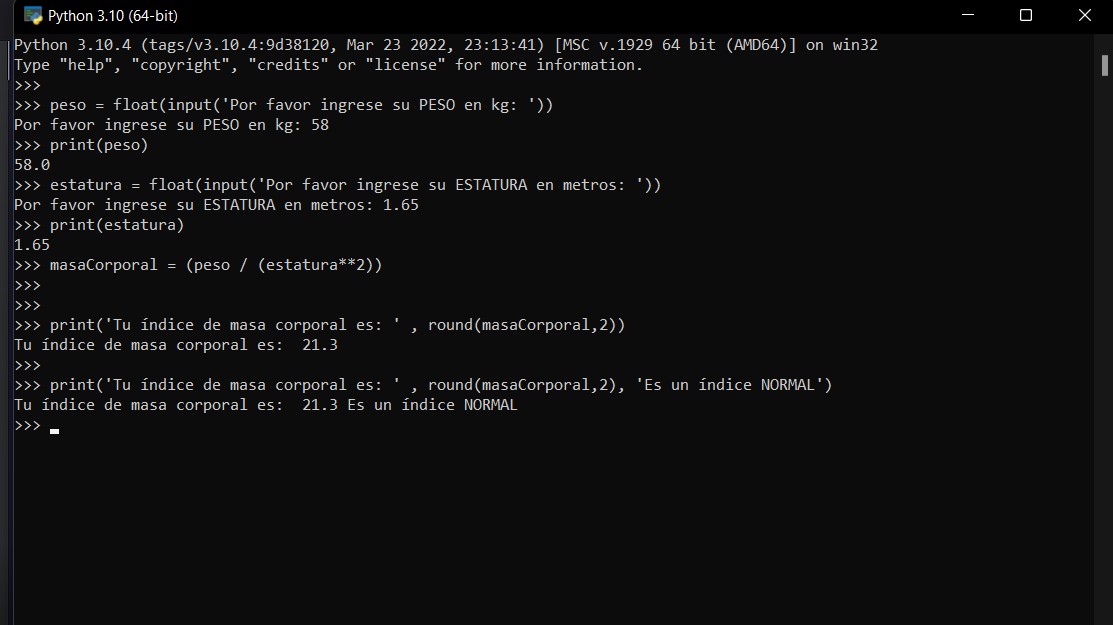 Python 3.10 (64-bit)
Python 3.10.4 (tags/v3.10.4:9d38120, Mar 23 2022, 23:13:41) [MSC v.1929 64 bit (AMD64)] on win32
Type "help", "copyright", "credits" or "license" for more information.
>>>
>>> peso = float(input('Por favor ingrese su PESO en kg: '))
Por favor ingrese su PESO en kg: 58
>>> print(peso)
58.0
>>> estatura = float(input('Por favor ingrese su ESTATURA en metros: '))
Por favor ingrese su ESTATURA en metros: 1.65
>>> print(estatura)
1.65
>>> masaCorporal = (peso / (estatura**2))
>>>
>>>
>>> print('Tu índice de masa corporal es: ' , round(masaCorporal,2))
Tu índice de masa corporal es:  21.3
>>>
>>> print('Tu índice de masa corporal es: ' , round(masaCorporal,2), 'Es un índice NORMAL')
Tu índice de masa corporal es:  21.3 Es un índice NORMAL
>>>